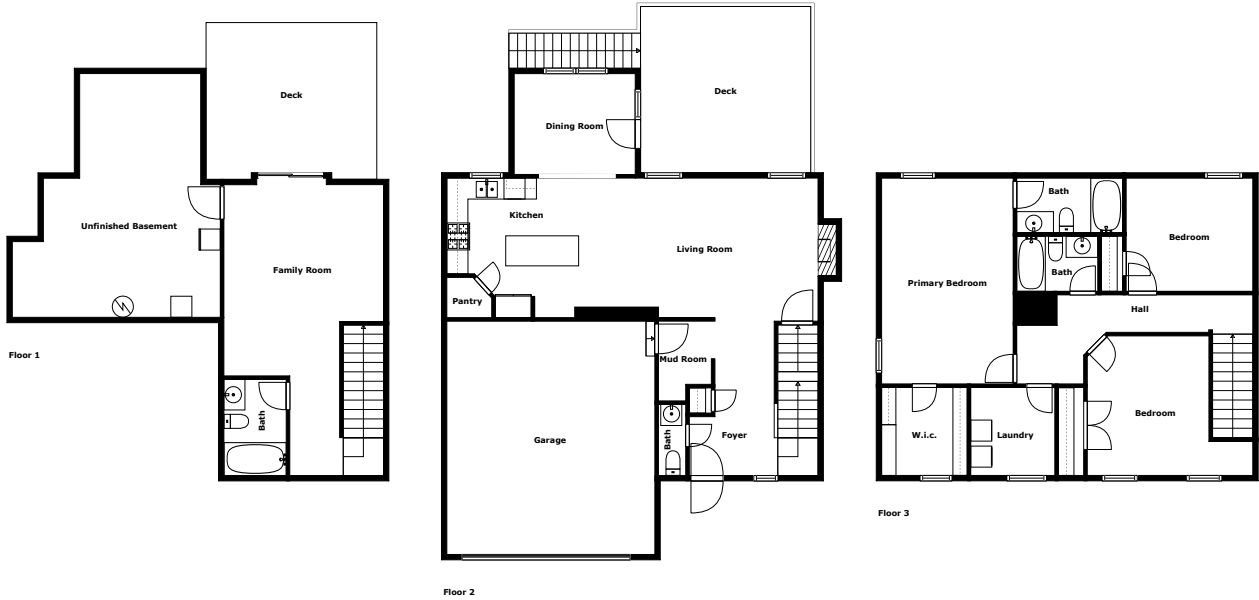 Deck
Unfinished Basement
Family Room
Bath
Floor 1
Deck
Dining Room
Kitchen
Living Room
Pantry
Mud Room
Garage
Bath
Foyer
Floor 2
Bath
Bedroom
Bath
Primary Bedroom
Hall
Bedroom
W.i.c.
Laundry
Floor 3